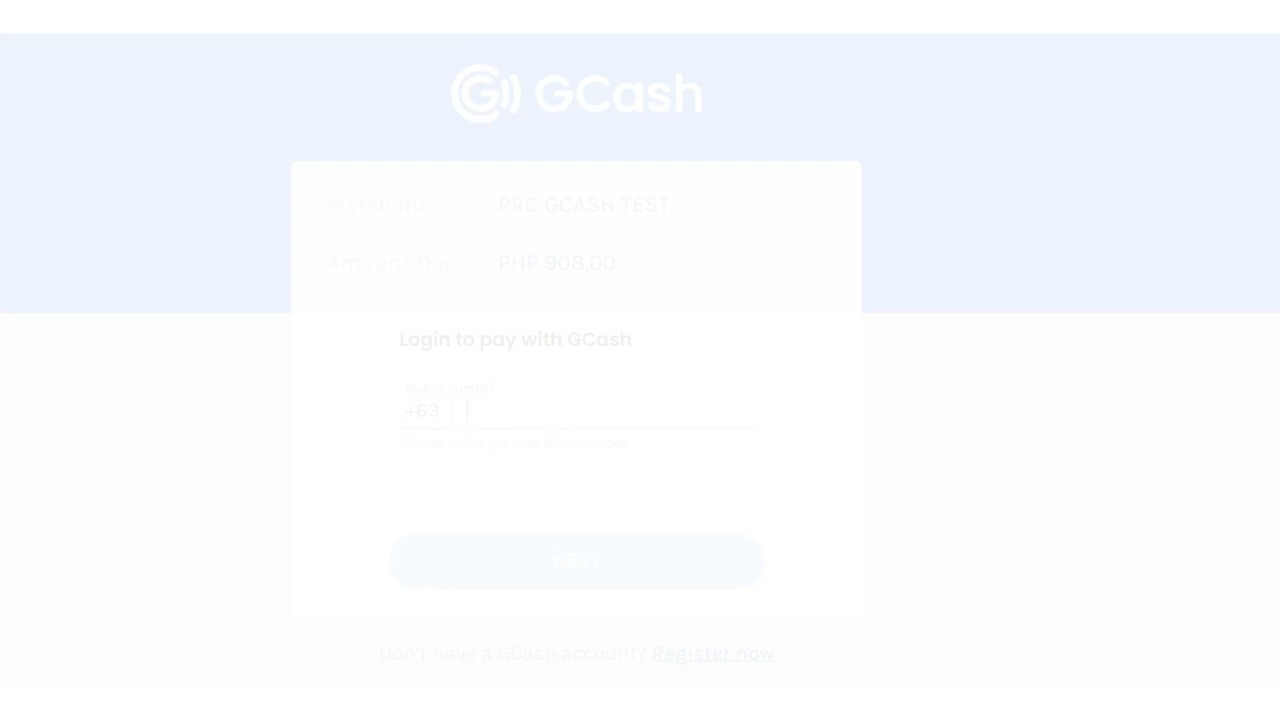 GCash
Merchant PRC GCASH TEST
Amount Due PHP 908.00
Login to pay with GCash
Mobile number
+63
Please enter your mobile number.
NEXT
Don't have a GCash account? Register now